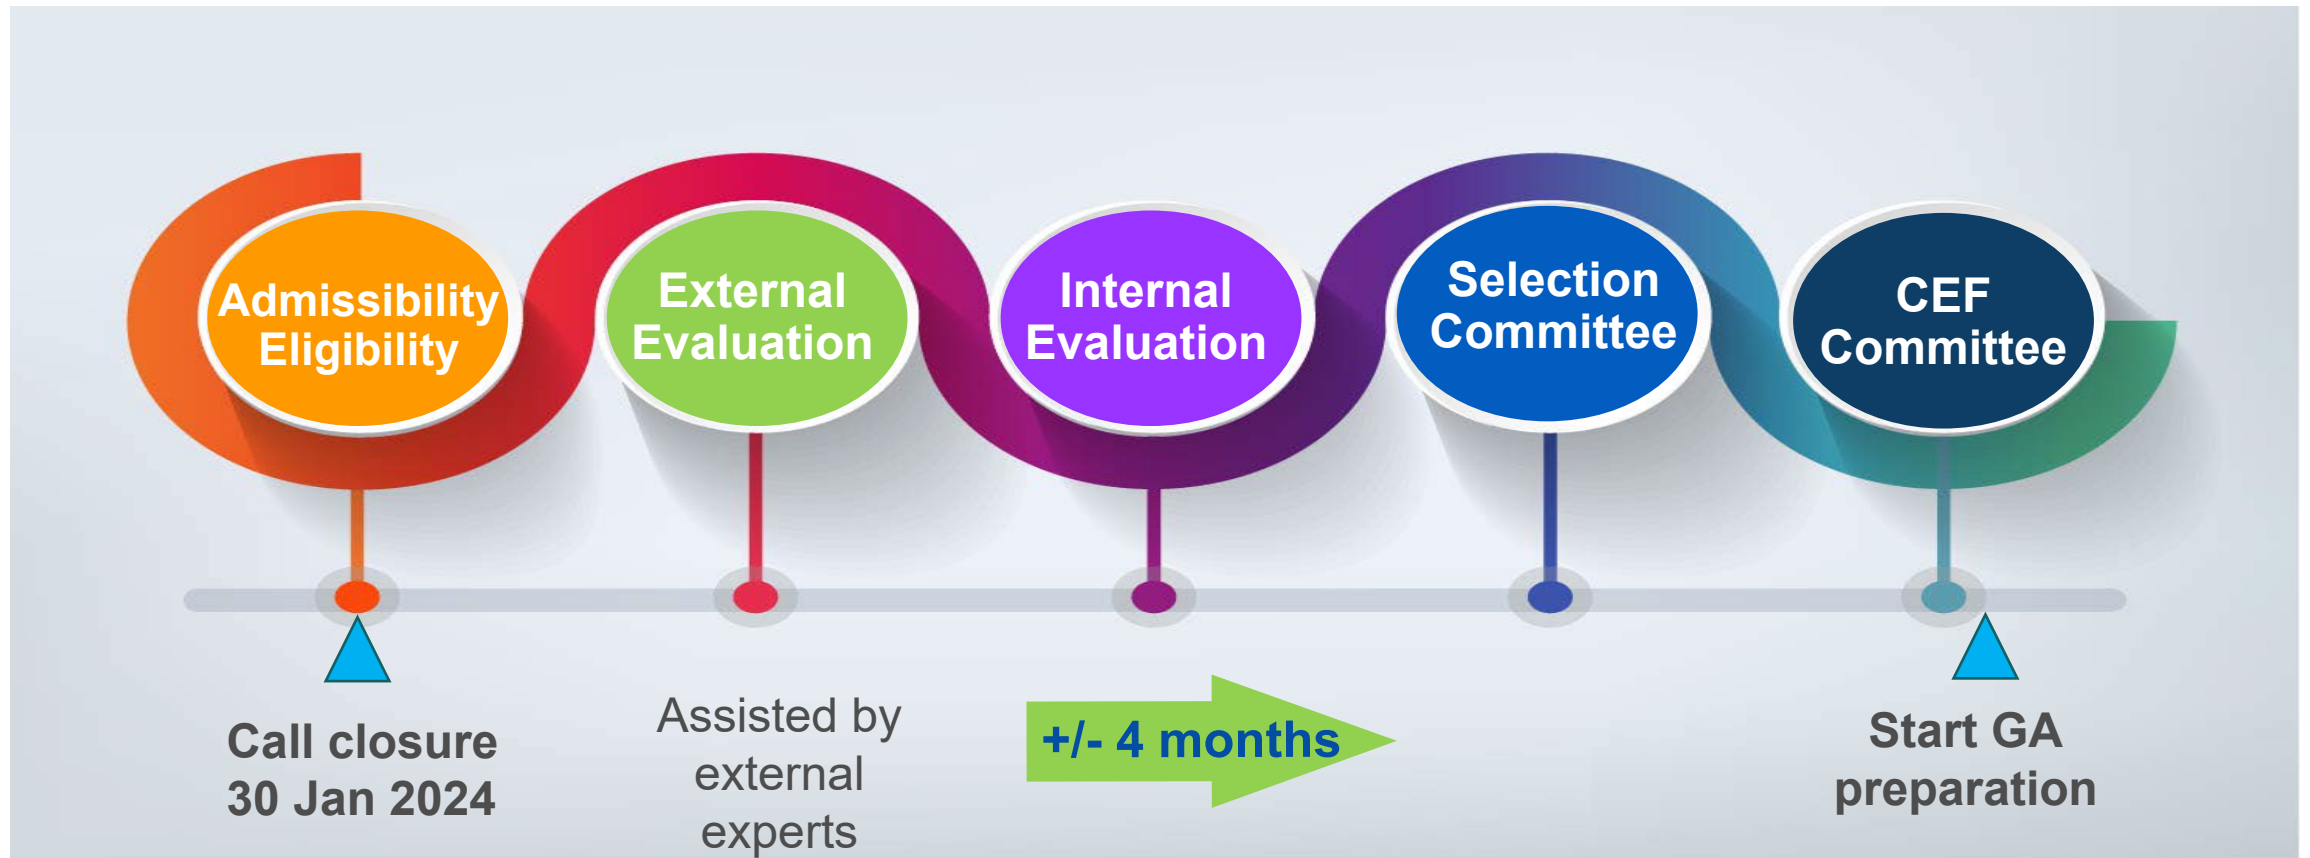 Admissibility
Eligibility
External
Evaluation
Internal
Evaluation
Selection
Committee
CEF
Committee
Call closure
30 Jan 2024
Assisted by
external
experts
+/- 4 months
Start GA
preparation